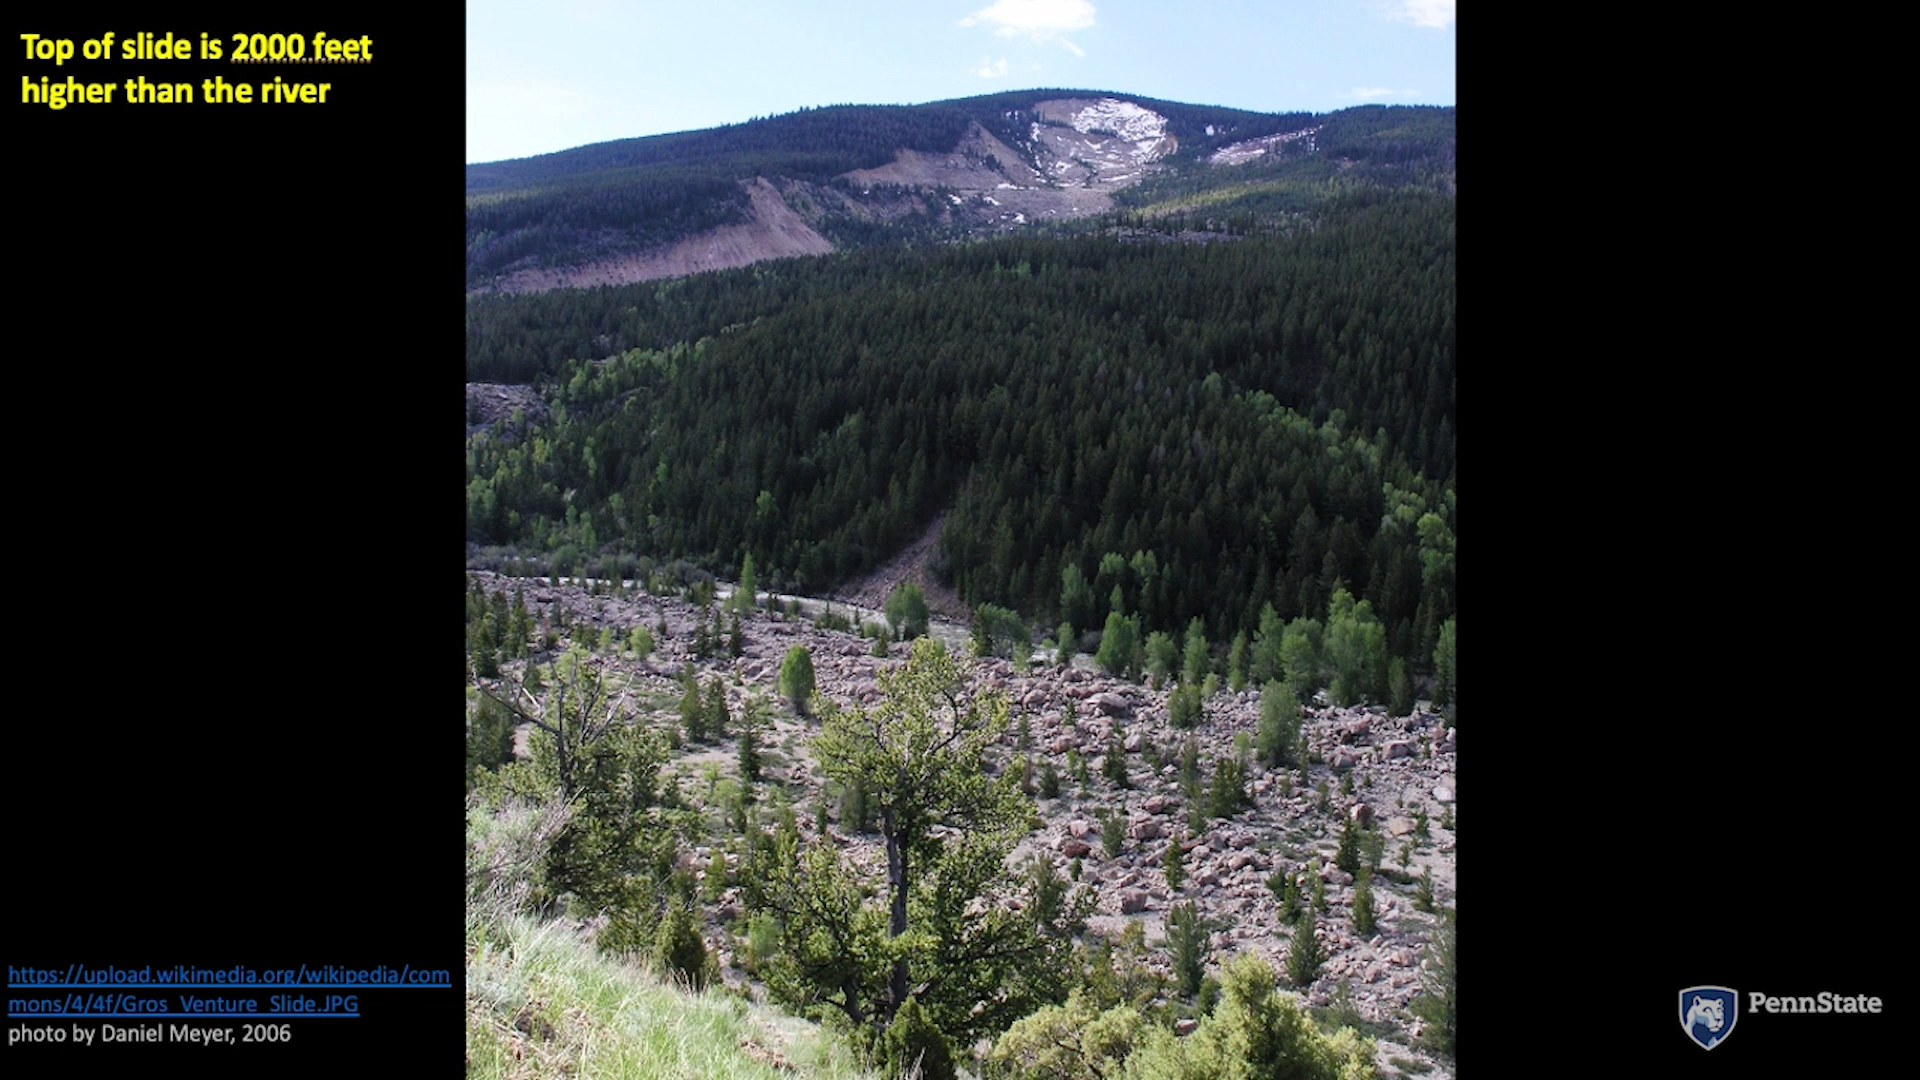 Top of slide is 2000 feet
higher than the river
https://upload.wikimedia.org/wikipedia/com
mons/4/4f/Gros_Venture_Slide.JPG
photo by Daniel Meyer, 2006
PennState